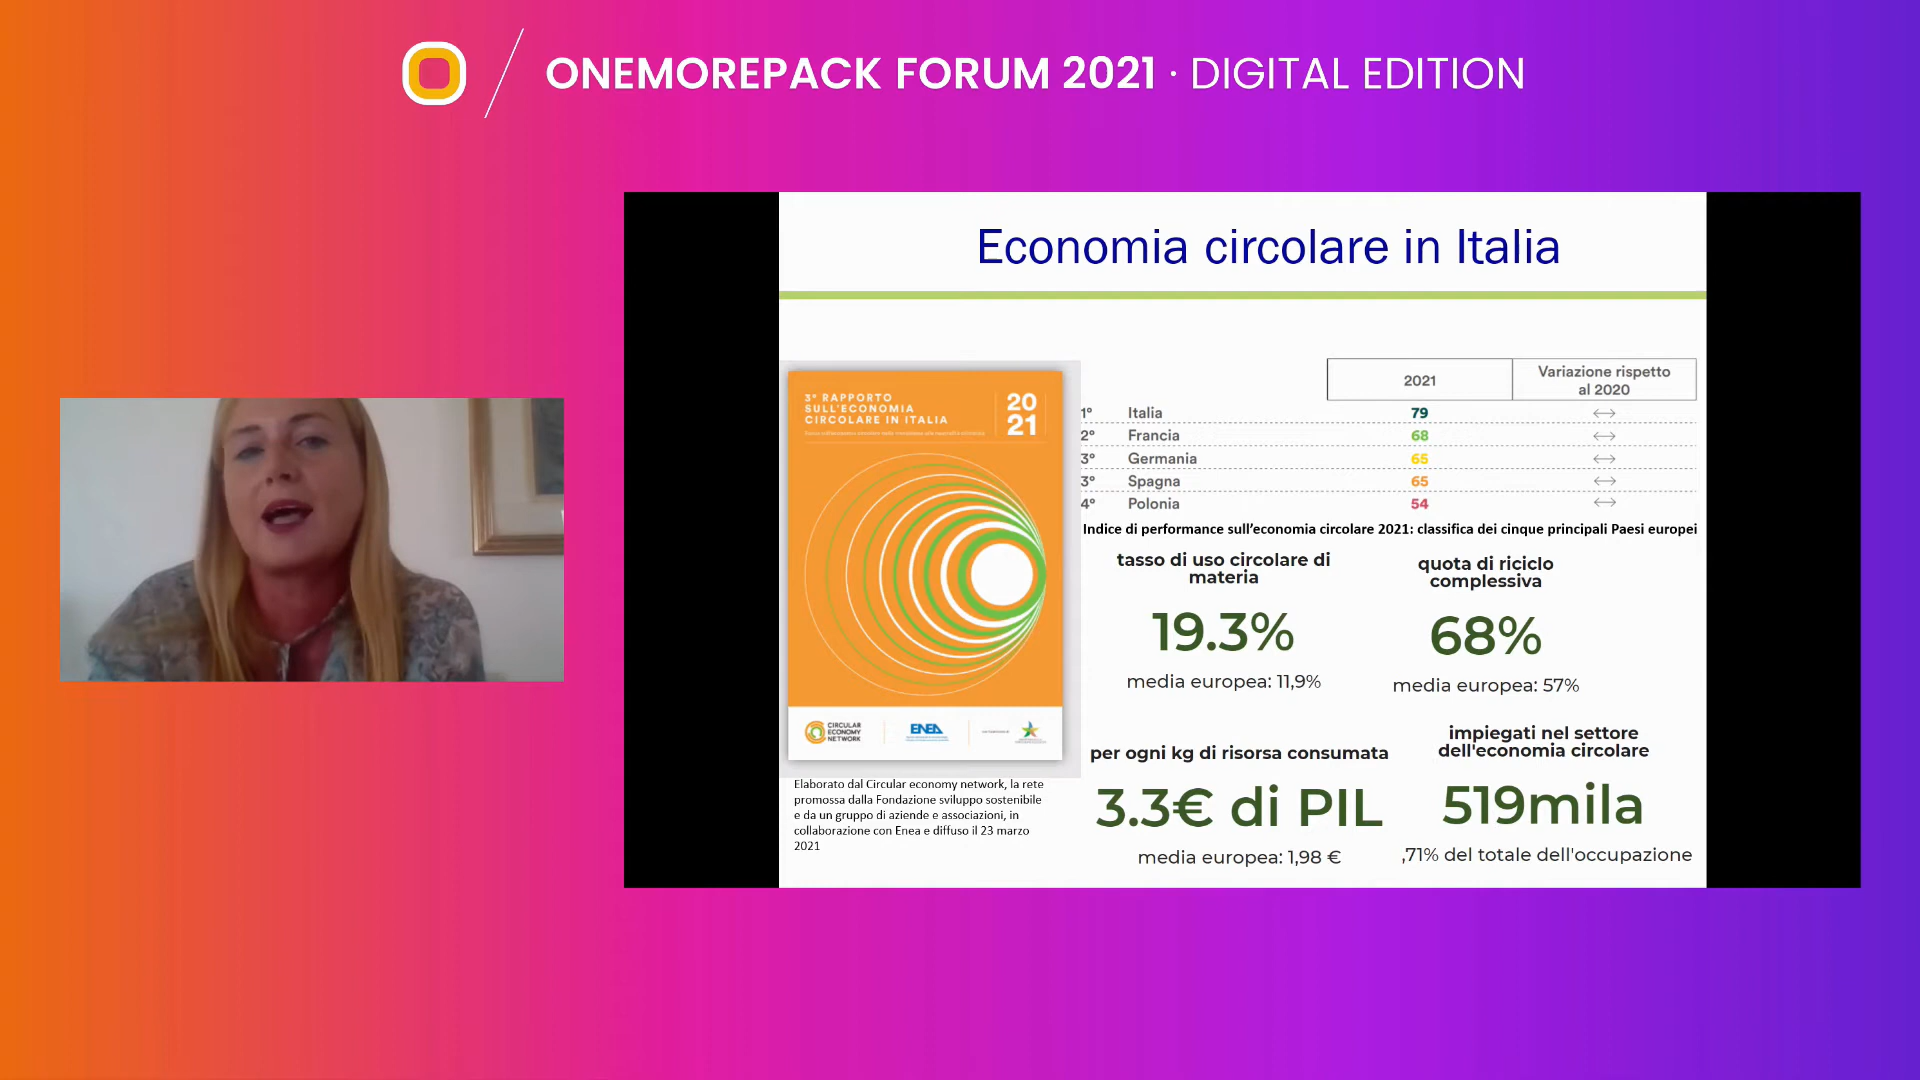 ONEMOREPACK FORUM 2021 · DIGITAL EDITION
Economia circolare in Italia
3° RAPPORTO
SULL'ECONOMIA
CIRCOLARE IN ITALIA
20
21
CIRCULAR
ECONOMY
NETWORK
ENEA
Elaborato dal Circular economy network, la rete
promossa dalla Fondazione sviluppo sostenibile
e da un gruppo di aziende e associazioni, in
collaborazione con Enea e diffuso il 23 marzo
2021
2021 Variazione rispetto
al 2020
1° Italia 79 ↔
2° Francia 68 ↔
3° Germania 65 ↔
3° Spagna 65 ↔
4° Polonia 54 ↔
Indice di performance sull'economia circolare 2021: classifica dei cinque principali Paesi europei
tasso di uso circolare di
materia
19.3%
media europea: 11,9%
quota di riciclo
complessiva
68%
media europea: 57%
per ogni kg di risorsa consumata
3.3€ di PIL
media europea: 1,98 €
impiegati nel settore
dell'economia circolare
519mila
,71% del totale dell'occupazione